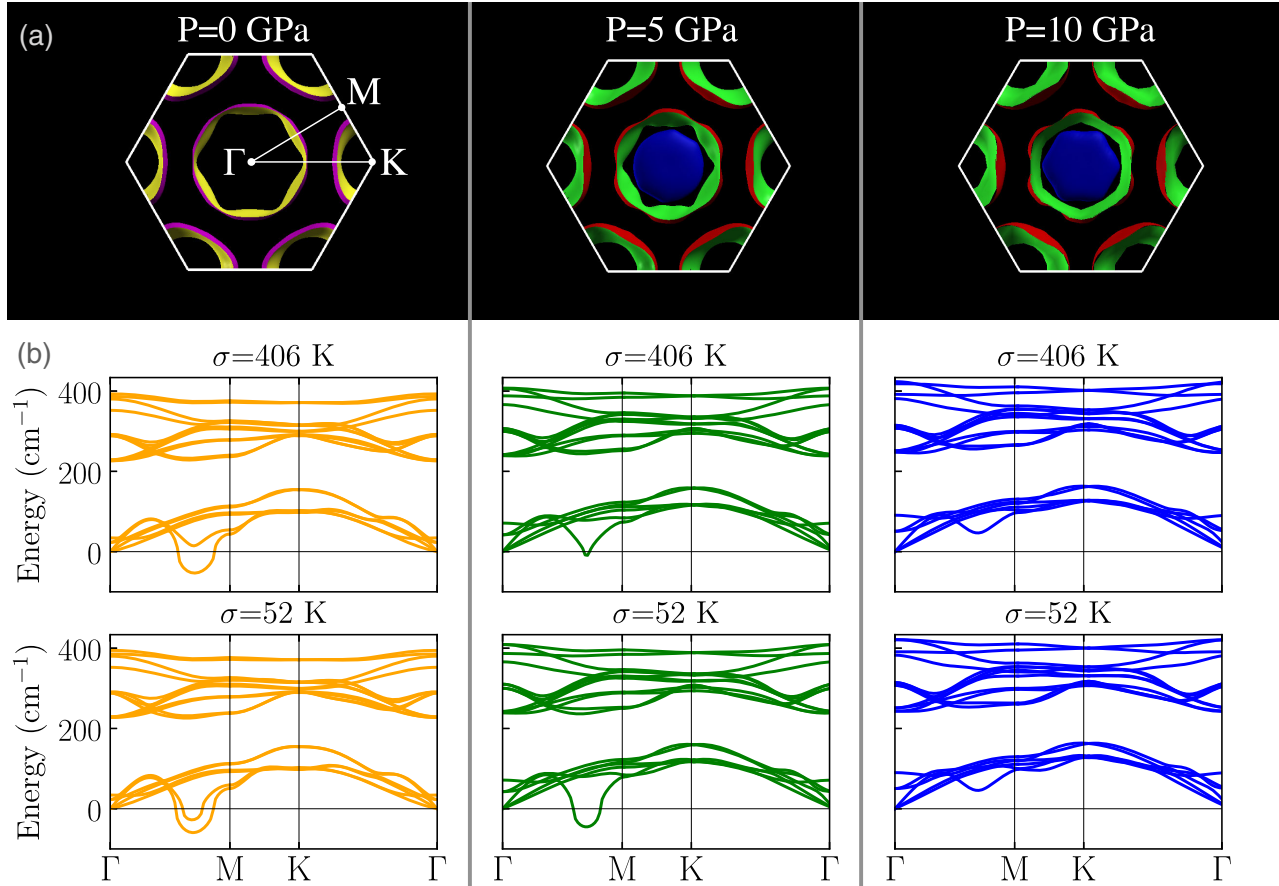 (a)
P=0 GPa
P=5 GPa
P=10 GPa
M
Γ
K
(b)
σ=406 K
σ=406 K
σ=406 K
Energy (cm⁻¹)
400
200
0
σ=52 K
σ=52 K
σ=52 K
Energy (cm⁻¹)
400
200
0
Γ M K Γ
Γ M K Γ
Γ M K Γ